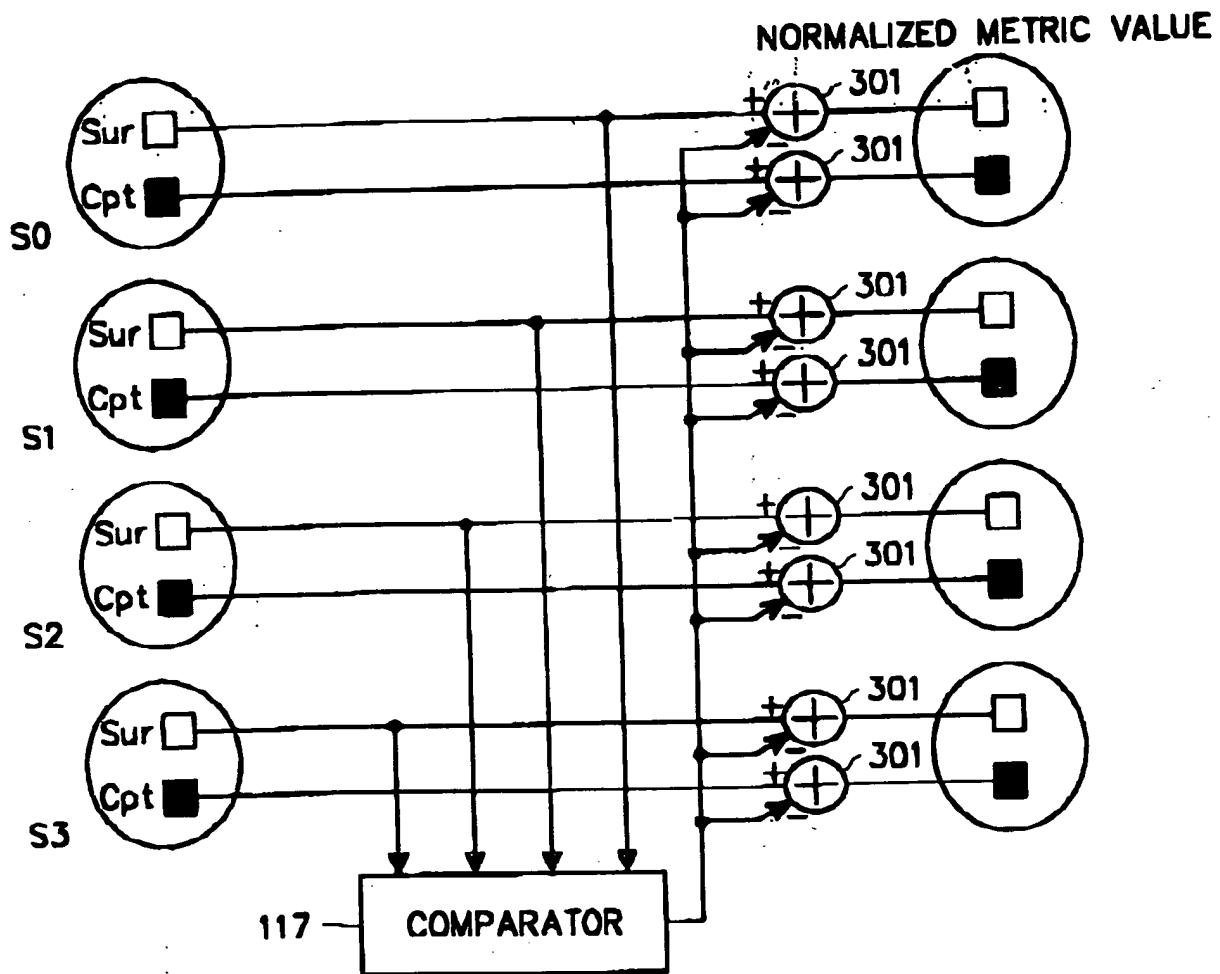 NORMALIZED METRIC VALUE
Sur
+
301
-
Cpt
+
301
-
S0
Sur
+
301
-
Cpt
+
301
-
S1
Sur
+
301
-
Cpt
+
301
-
S2
Sur
+
301
-
Cpt
+
301
-
S3
117
COMPARATOR